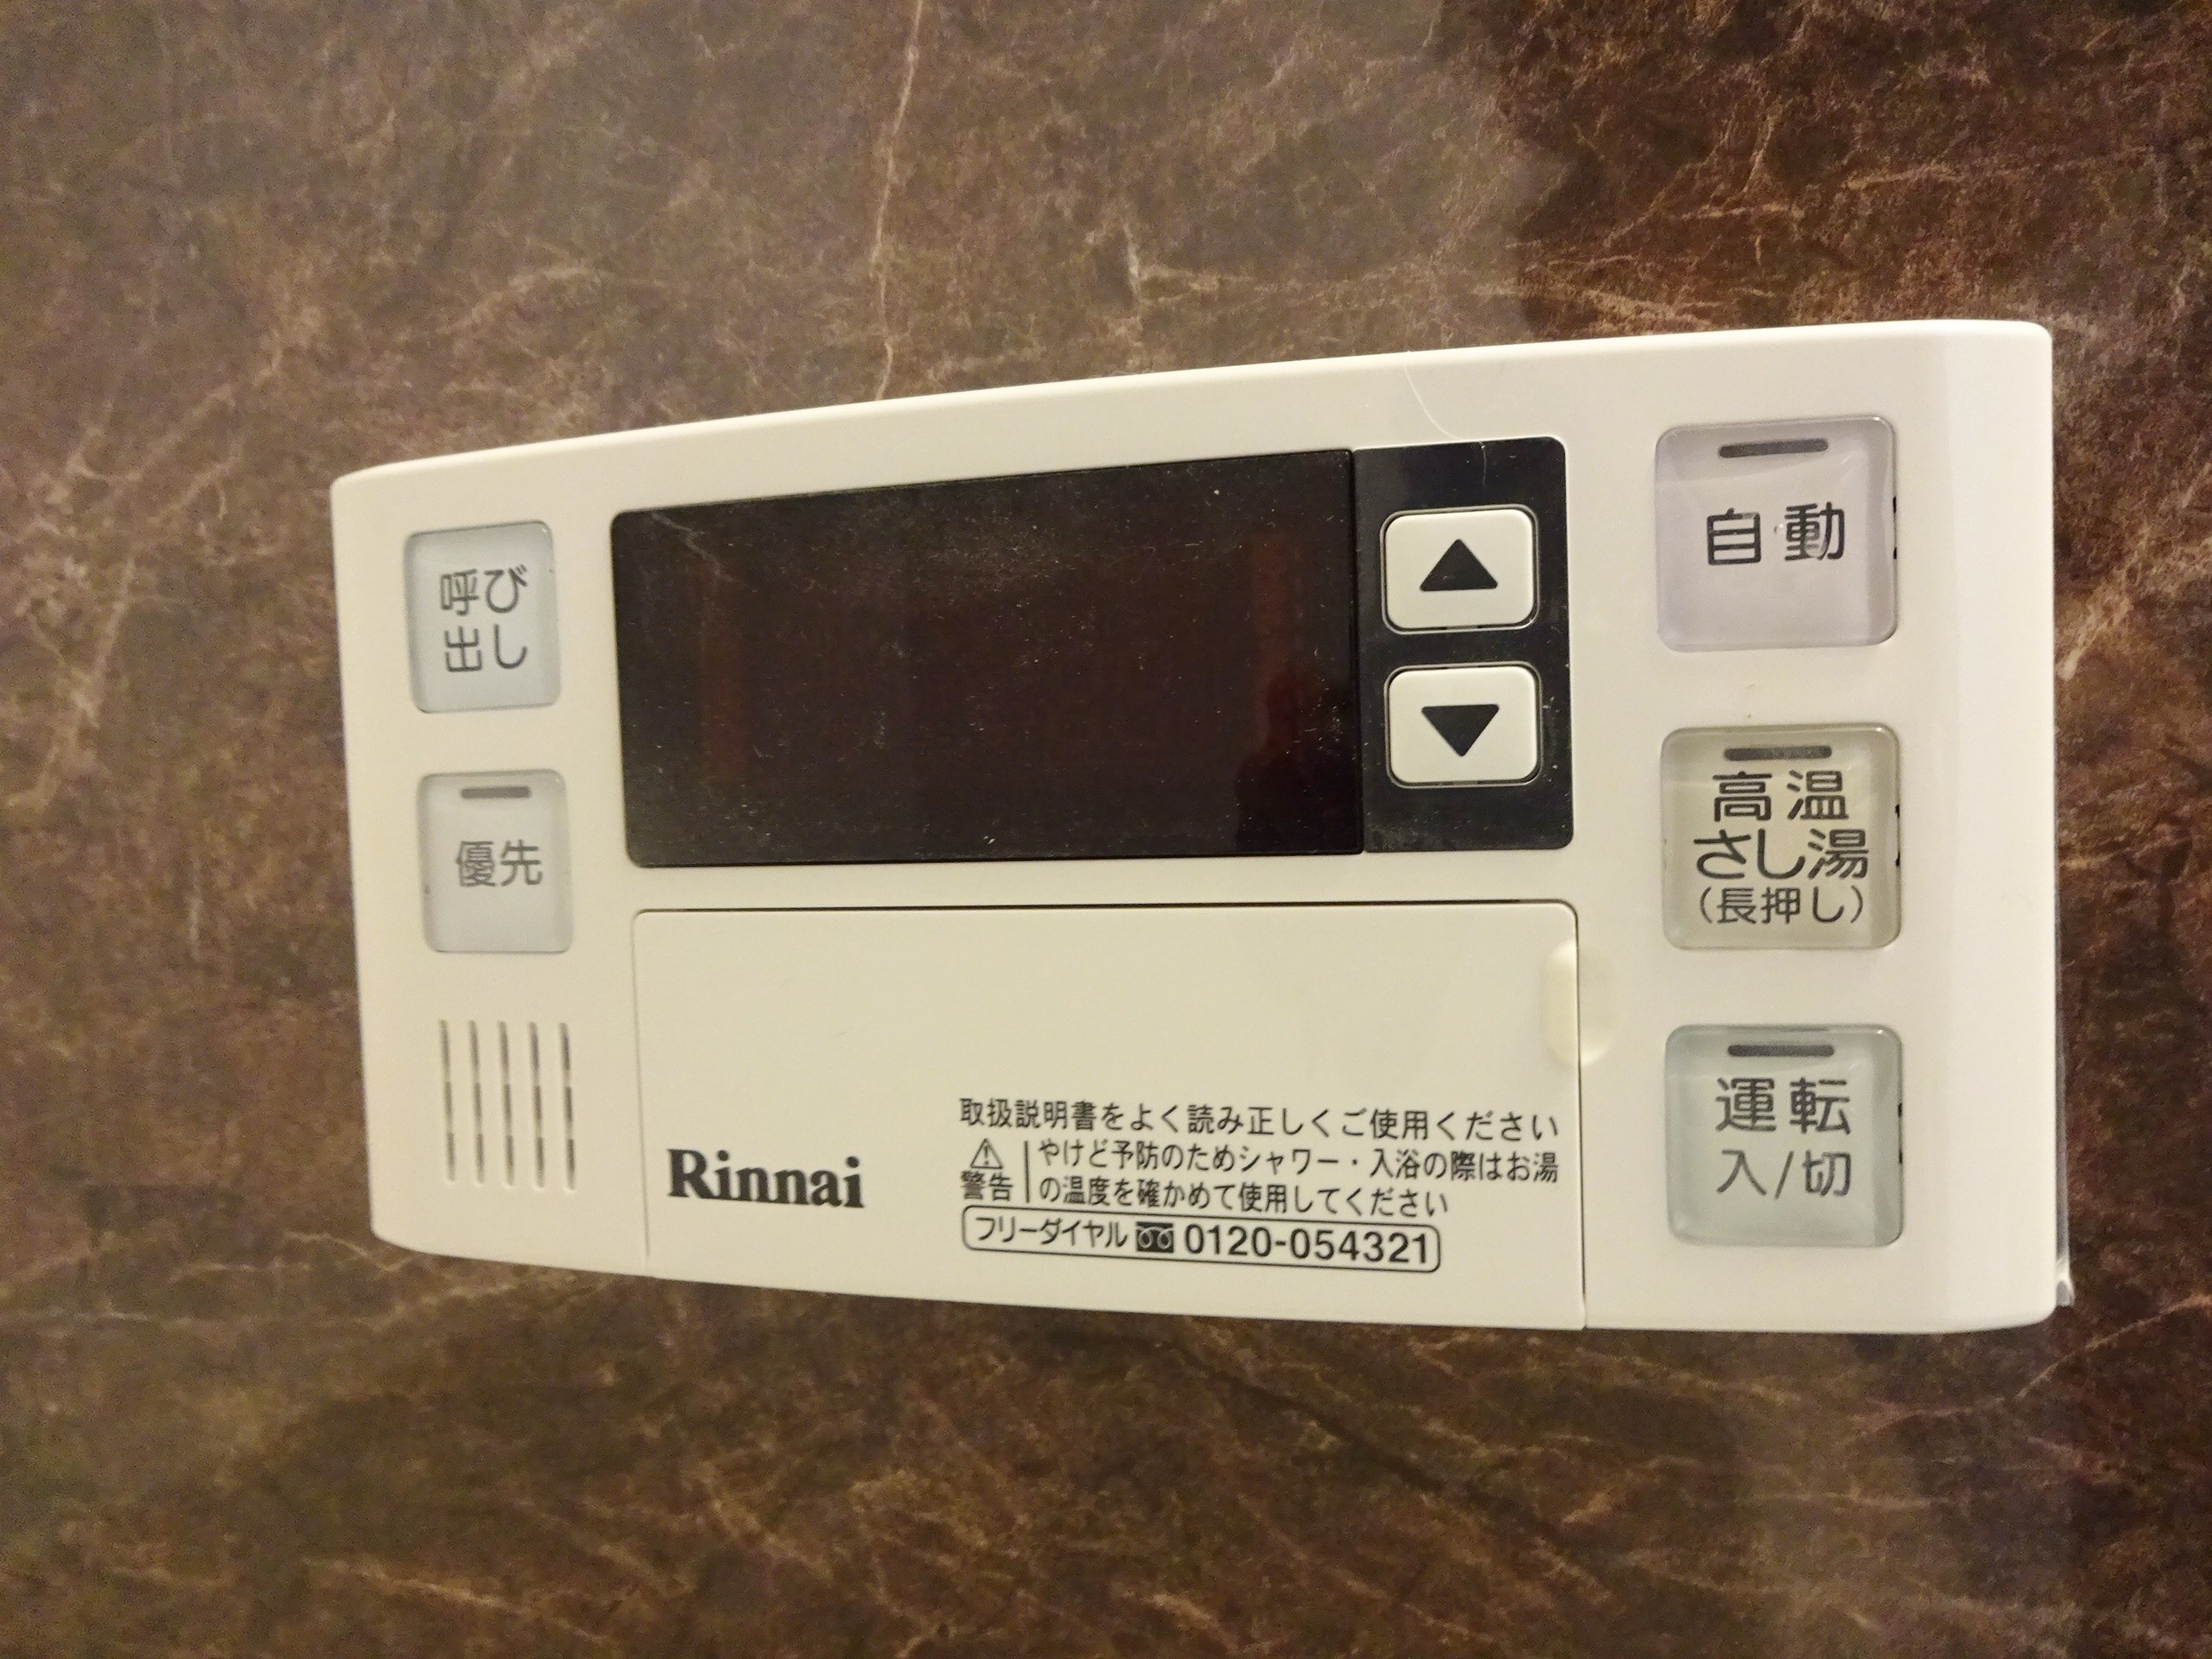 呼び
出し
優先
自動
高温
さし湯
(長押し)
運転
入/切
Rinnai
取扱説明書をよく読み正しくご使用ください
警告
やけど予防のためシャワー・入浴の際はお湯
の温度を確かめて使用してください
フリーダイヤル 0120-054321